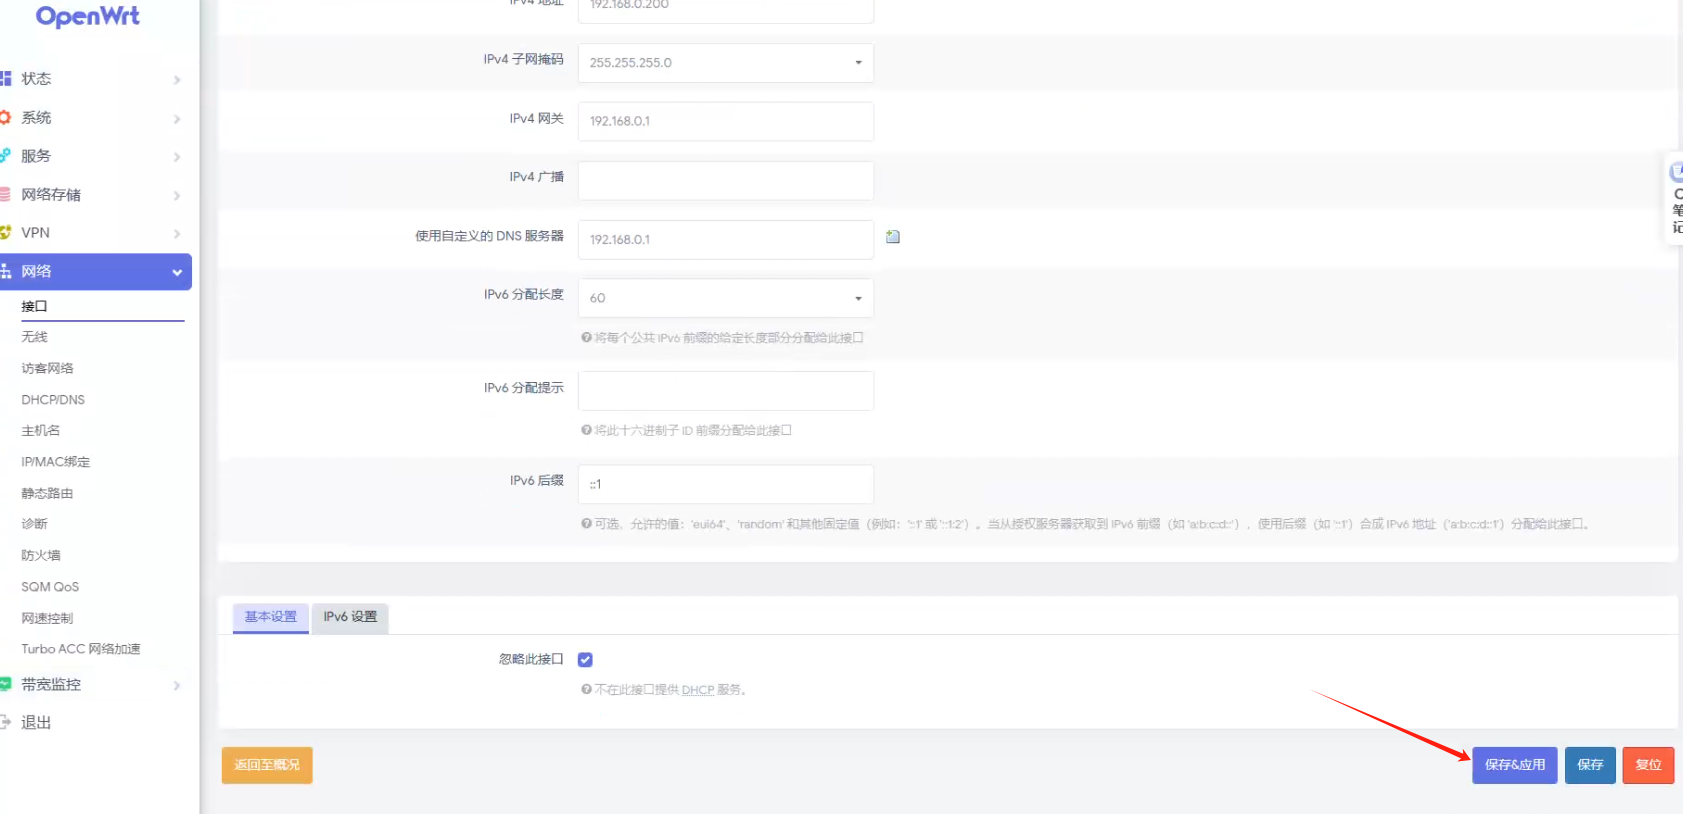 OpenWrt
状态
系统
服务
网络存储
VPN
网络
接口
无线
访客网络
DHCP/DNS
主机名
IP/MAC绑定
静态路由
诊断
防火墙
SQM QoS
网速控制
Turbo ACC 网络加速
带宽监控
退出
IPv4 地址 192.168.0.200
IPv4 子网掩码 255.255.255.0
IPv4 网关 192.168.0.1
IPv4 广播
使用自定义的 DNS 服务器 192.168.0.1
IPv6 分配长度 60
将每个公共 IPv6 前缀的给定长度部分分配给此接口
IPv6 分配提示
将此十六进制子 ID 前缀分配给此接口
IPv6 后缀 ::1
可选、允许的值：'eui64'、'random' 和其他固定值（例如：'::1' 或 '::1:2'）。当从授权服务器获取到 IPv6 前缀（如 'a:b:c:d::'），使用后缀（如 '::1'）合成 IPv6 地址（'a:b:c:d::1'）分配给此接口。
基本设置 IPv6 设置
忽略此接口
不在此接口提供 DHCP 服务。
返回至概况 保存&应用 保存 复位
笔
记